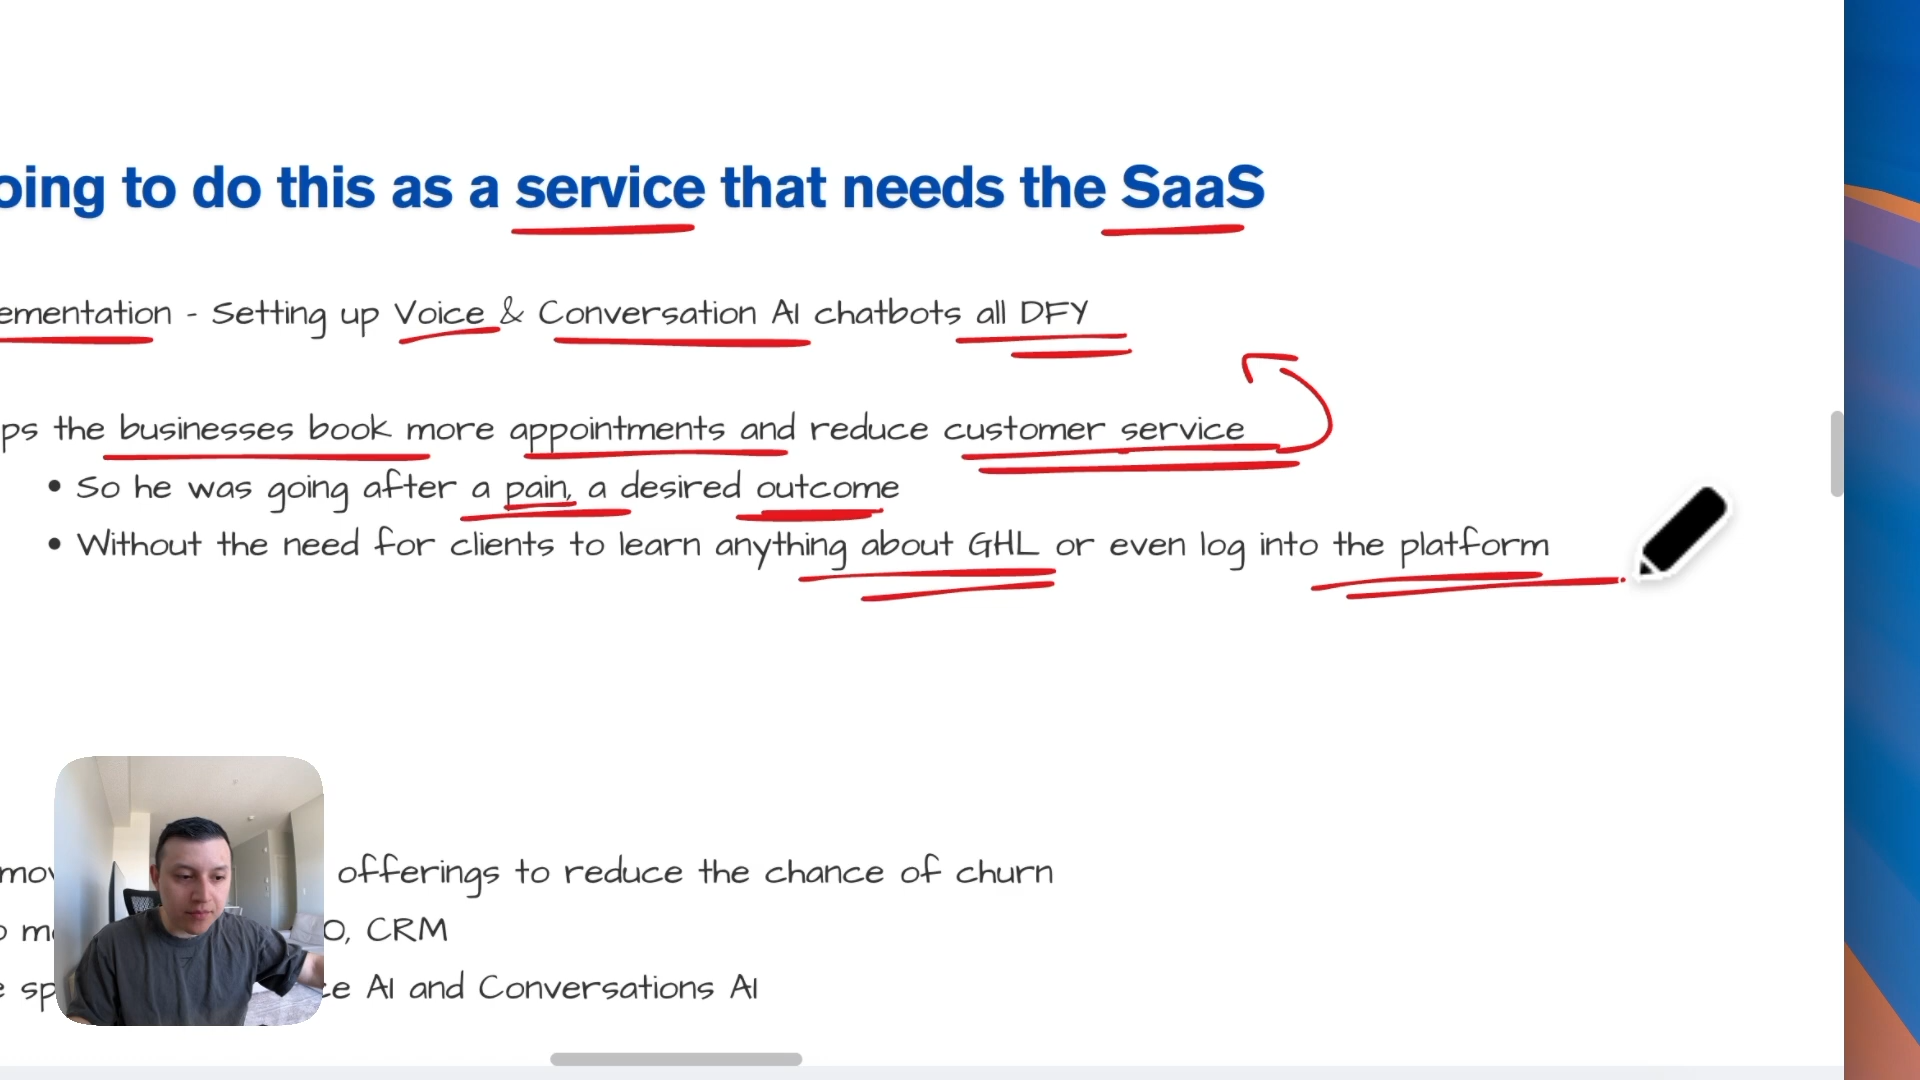 oing to do this as a service that needs the SaaS
ementation - Setting up Voice & Conversation AI chatbots all DFY
ps the businesses book more appointments and reduce customer service
• So he was going after a pain, a desired outcome
• Without the need for clients to learn anything about GHL or even log into the platform
mov offerings to reduce the chance of churn
o m O, CRM
e sp ce AI and Conversations AI